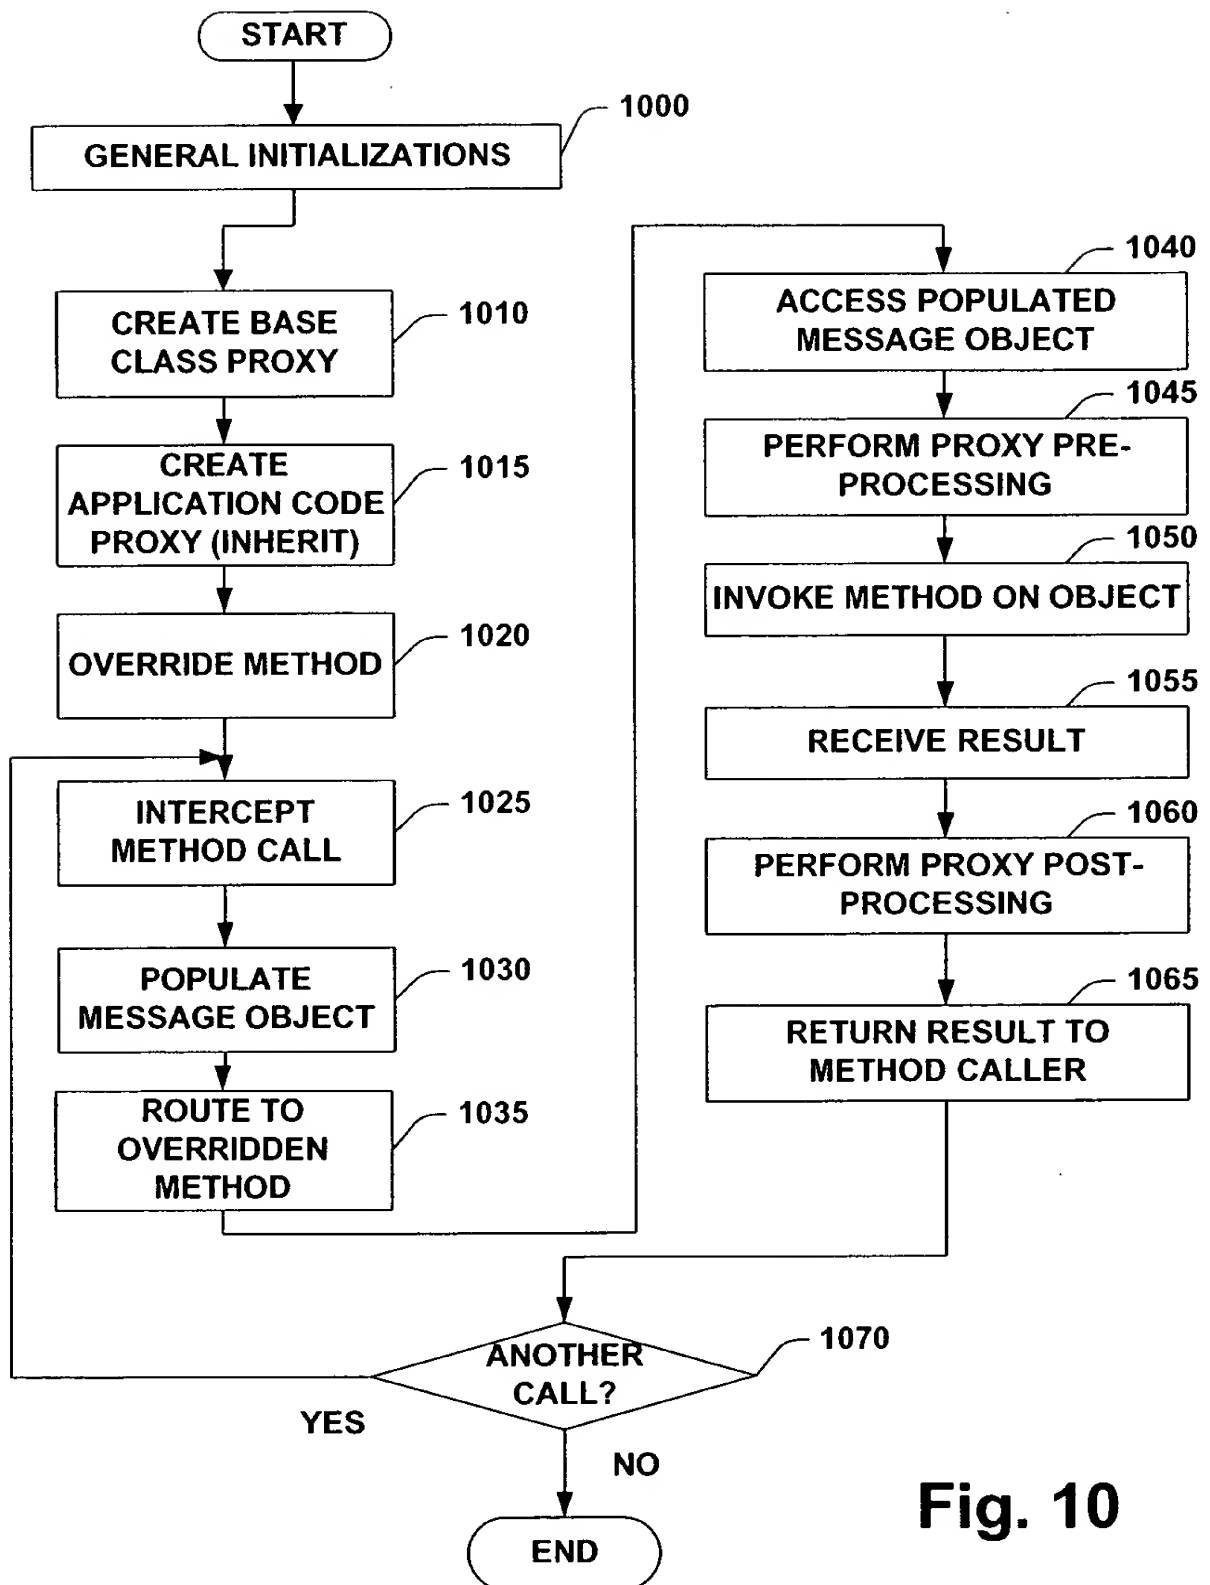 START
1000
GENERAL INITIALIZATIONS
1010
CREATE BASE
CLASS PROXY
1015
CREATE
APPLICATION CODE
PROXY (INHERIT)
1020
OVERRIDE METHOD
1025
INTERCEPT
METHOD CALL
1030
POPULATE
MESSAGE OBJECT
1035
ROUTE TO
OVERRIDDEN
METHOD
1040
ACCESS POPULATED
MESSAGE OBJECT
1045
PERFORM PROXY PRE-
PROCESSING
1050
INVOKE METHOD ON OBJECT
1055
RECEIVE RESULT
1060
PERFORM PROXY POST-
PROCESSING
1065
RETURN RESULT TO
METHOD CALLER
1070
ANOTHER
CALL?
YES
NO
END
Fig. 10